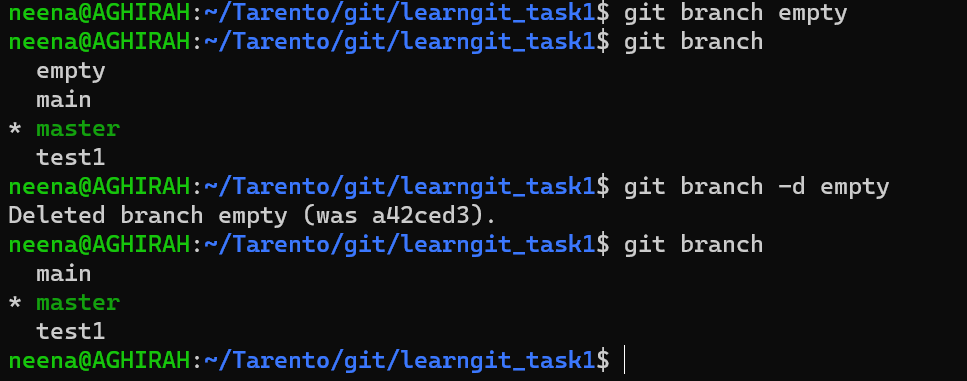 neena@AGHIRAH:~/Tarento/git/learngit_task1$ git branch empty
neena@AGHIRAH:~/Tarento/git/learngit_task1$ git branch
  empty
  main
* master
  test1
neena@AGHIRAH:~/Tarento/git/learngit_task1$ git branch -d empty
Deleted branch empty (was a42ced3).
neena@AGHIRAH:~/Tarento/git/learngit_task1$ git branch
  main
* master
  test1
neena@AGHIRAH:~/Tarento/git/learngit_task1$